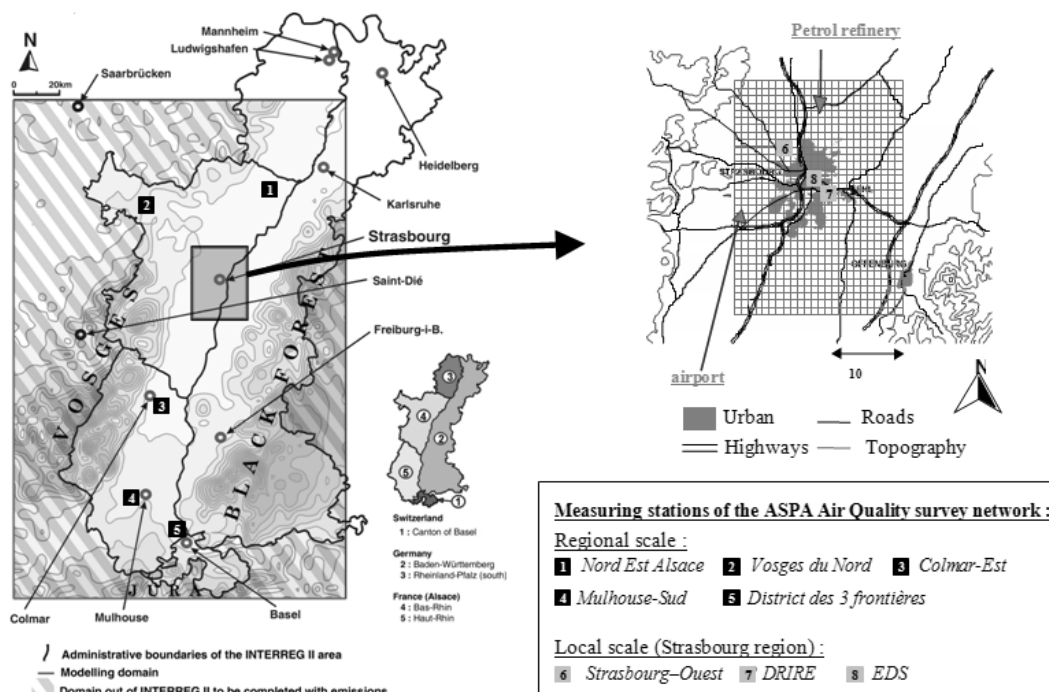 Mannheim
Ludwigshafen
N
0 20km
Saarbrücken
Heidelberg
Karlsruhe
1
2
Strasbourg
Saint-Dié
Freiburg-i-B.
VOSGES
BLACK FOREST
3
4
5
JURA
Colmar
Mulhouse
Basel
3
4
2
5
1
Switzerland
1 : Canton of Basel
Germany
2 : Baden-Württemberg
3 : Rheinland-Pfalz (south)
France (Alsace)
4 : Bas-Rhin
5 : Haut-Rhin
Administrative boundaries of the INTERREG II area
Modelling domain
Domain out of INTERREG II to be completed with emissions
Petrol refinery
6
STRASBOURG
8
7
OFFENBURG
airport
10
N
Urban
Roads
Highways
Topography
Measuring stations of the ASPA Air Quality survey network :
Regional scale :
1 Nord Est Alsace 2 Vosges du Nord 3 Colmar-Est
4 Mulhouse-Sud 5 District des 3 frontières
Local scale (Strasbourg region) :
6 Strasbourg–Ouest 7 DRIRE 8 EDS